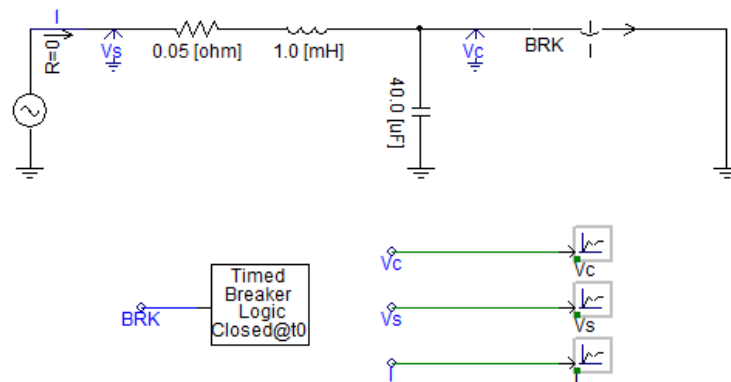 I
R=0
Vs
0.05 [ohm]
1.0 [mH]
40.0 [uF]
Vc
BRK
I
BRK
Timed
Breaker
Logic
Closed@t0
Vc
Vc
Vs
Vs
I